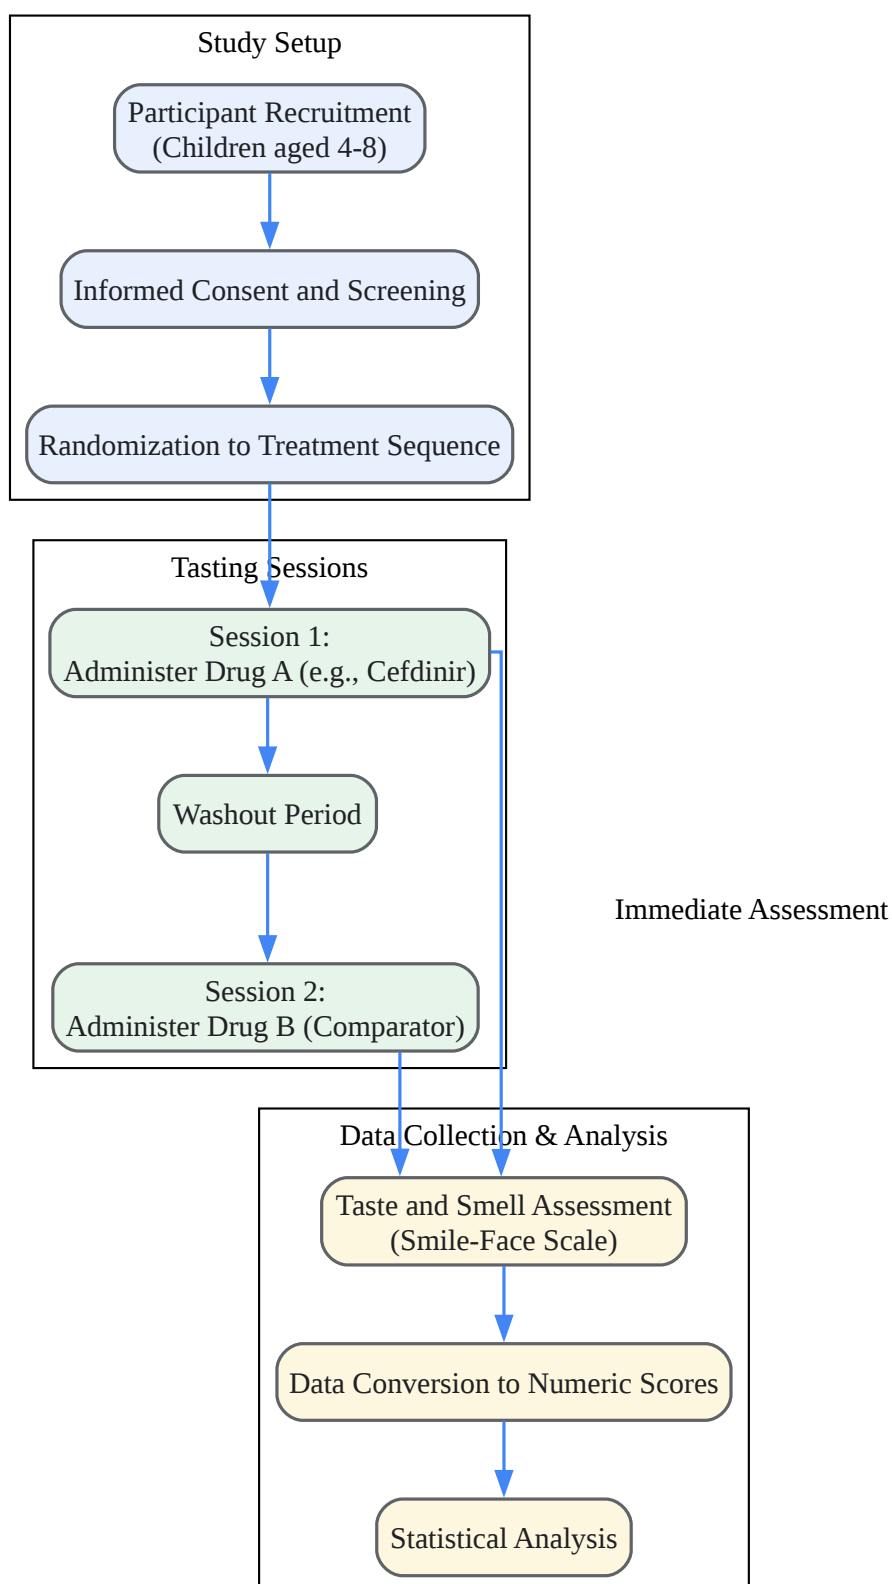 Study Setup
Participant Recruitment
(Children aged 4-8)
Informed Consent and Screening
Randomization to Treatment Sequence
Tasting Sessions
Session 1:
Administer Drug A (e.g., Cefdinir)
Washout Period
Immediate Assessment
Session 2:
Administer Drug B (Comparator)
Data Collection & Analysis
Taste and Smell Assessment
(Smile-Face Scale)
Data Conversion to Numeric Scores
Statistical Analysis